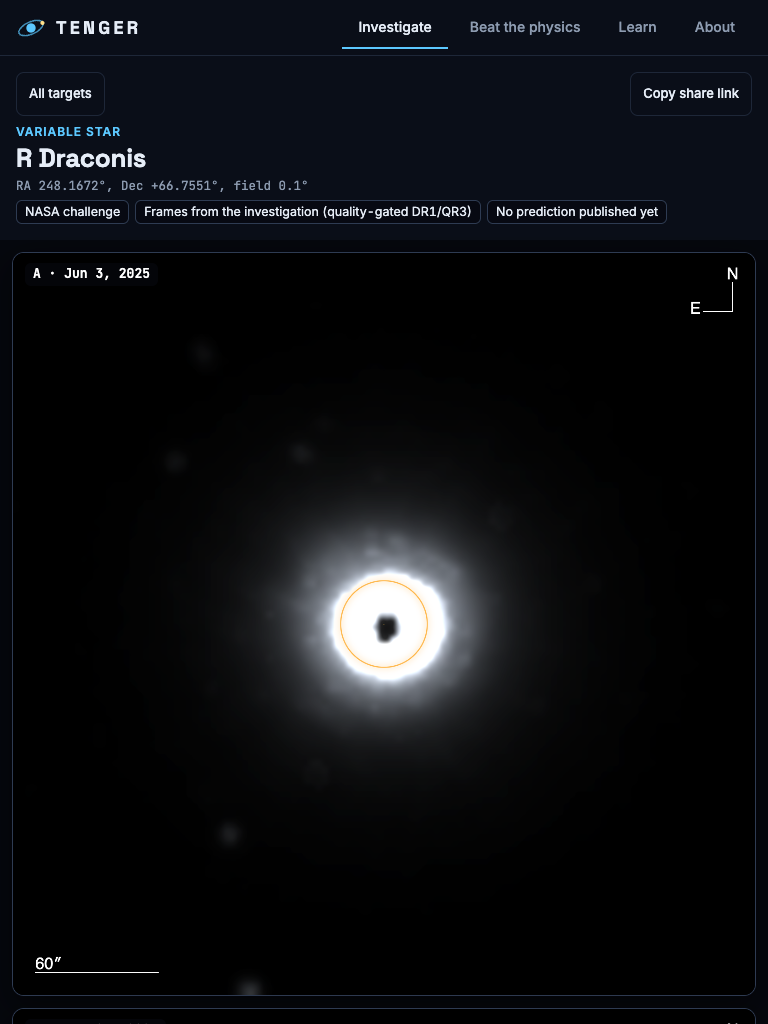 TENGER
Investigate
Beat the physics
Learn
About
All targets
Copy share link
VARIABLE STAR
R Draconis
RA 248.1672°, Dec +66.7551°, field 0.1°
NASA challenge
Frames from the investigation (quality-gated DR1/QR3)
No prediction published yet
A · Jun 3, 2025
N
E
60″